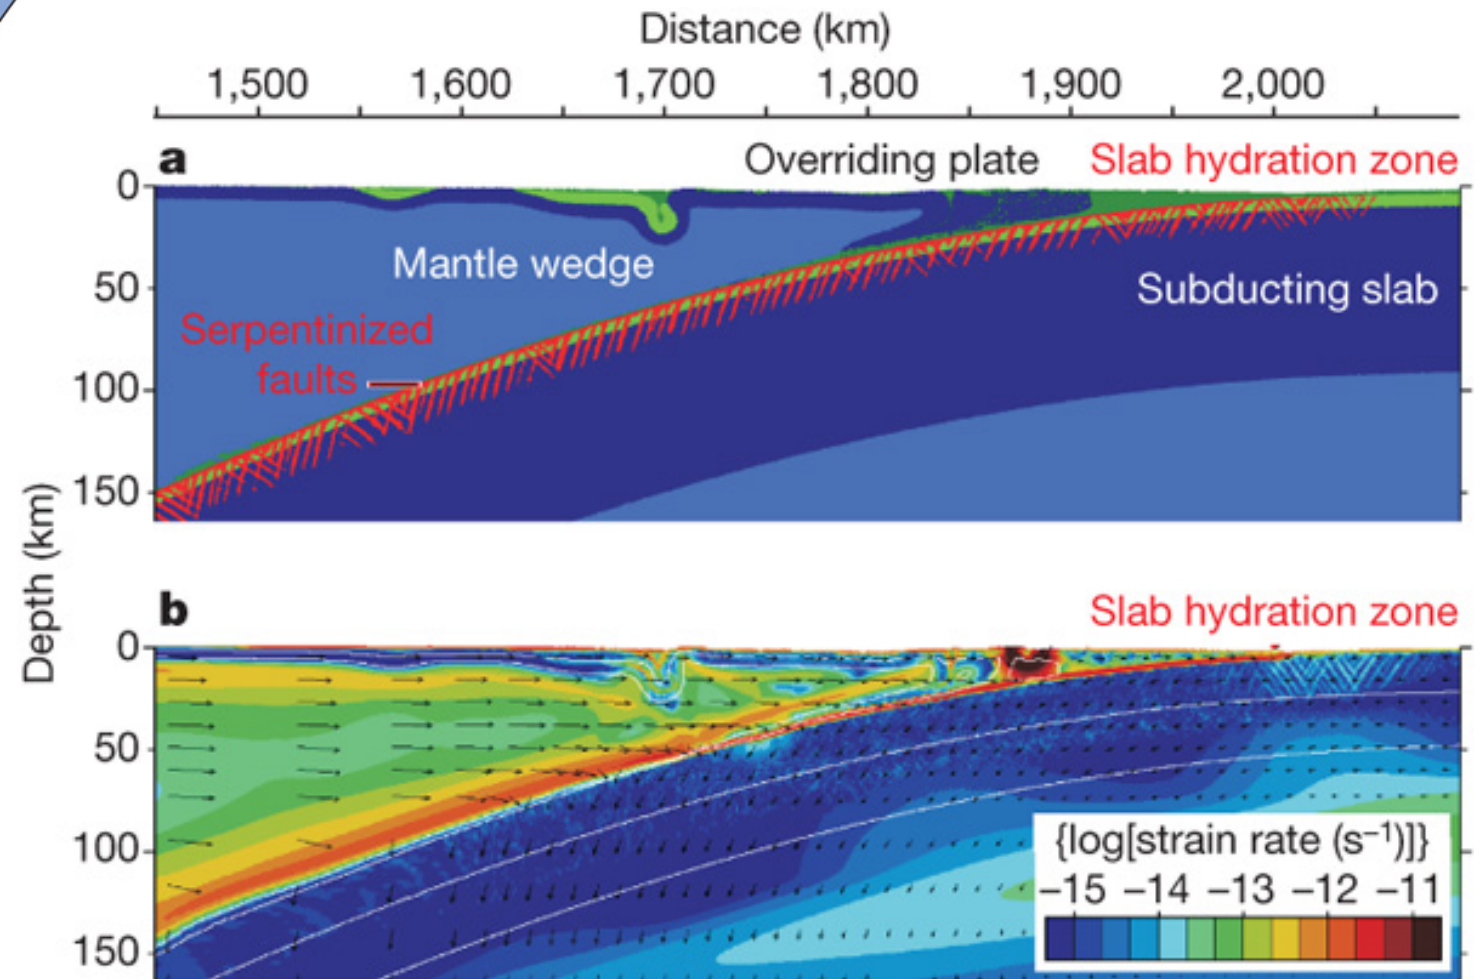 Distance (km)
1,500 1,600 1,700 1,800 1,900 2,000
a Overriding plate Slab hydration zone
0
Mantle wedge
50 Subducting slab
Serpentinized
faults
100
150
Depth (km)
b Slab hydration zone
0
50
100
{log[strain rate (s⁻¹)]}
−15 −14 −13 −12 −11
150